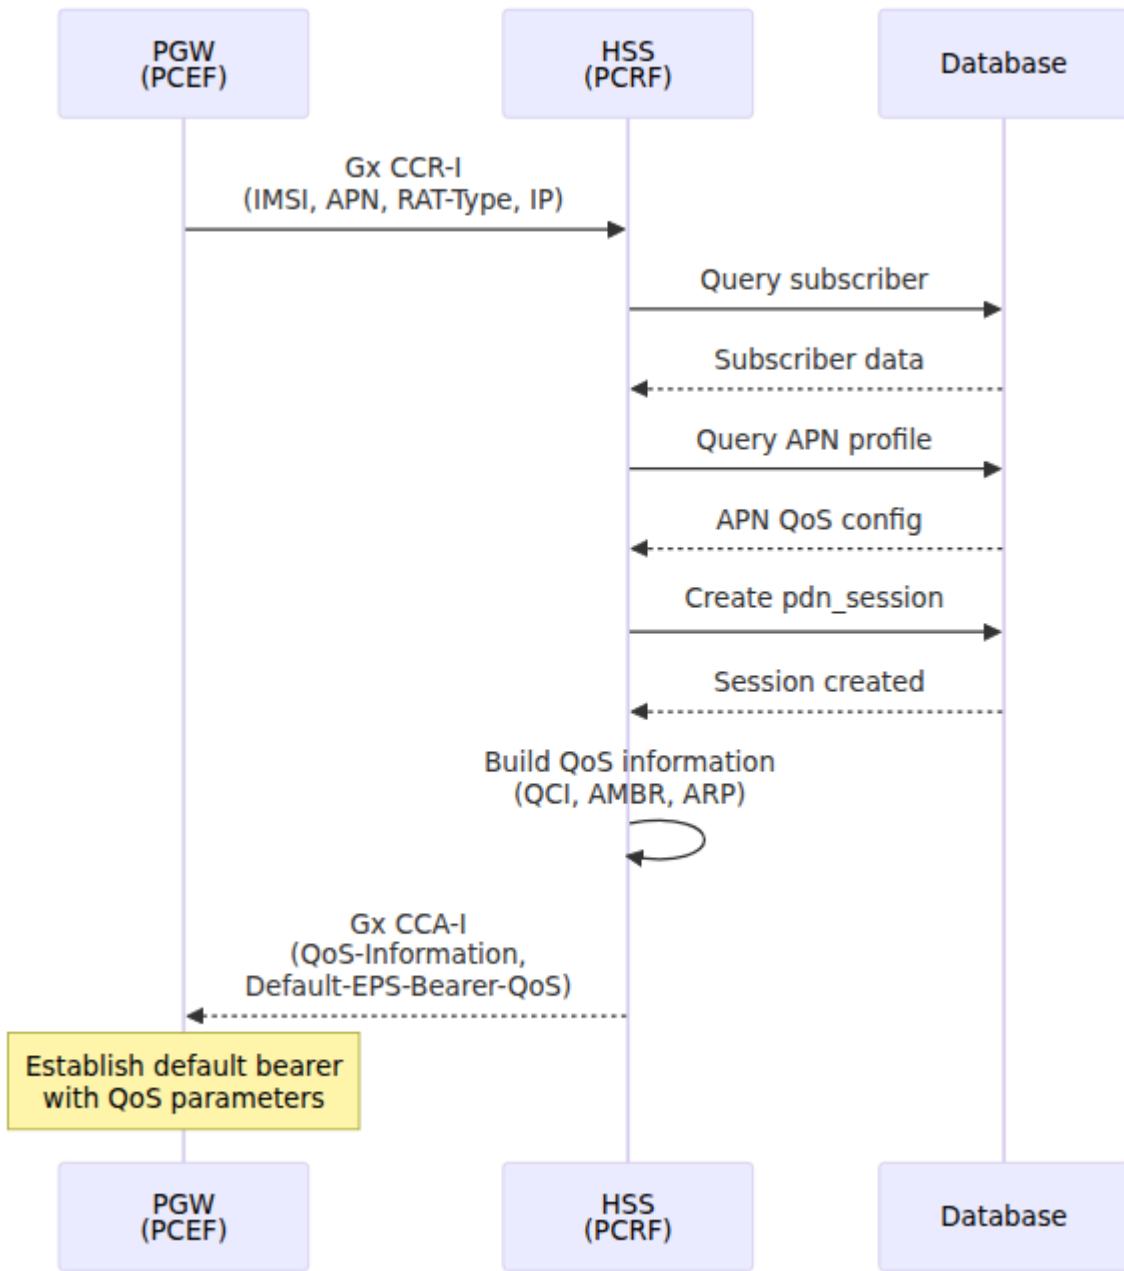 PGW
(PCEF)
HSS
(PCRF)
Database
Gx CCR-I
(IMSI, APN, RAT-Type, IP)
Query subscriber
Subscriber data
Query APN profile
APN QoS config
Create pdn_session
Session created
Build QoS information
(QCI, AMBR, ARP)
Gx CCA-I
(QoS-Information,
Default-EPS-Bearer-QoS)
Establish default bearer
with QoS parameters
PGW
(PCEF)
HSS
(PCRF)
Database